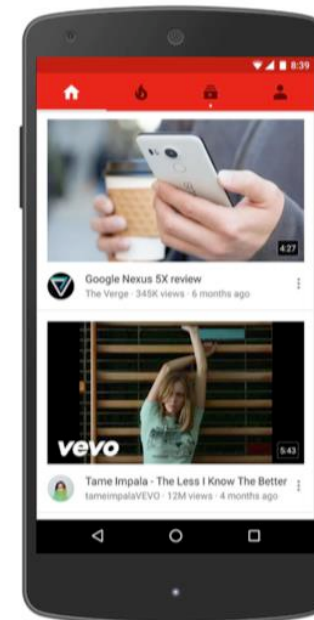 8:39
4:27
Google Nexus 5X review
The Verge · 345K views · 6 months ago
vevo
5:43
Tame Impala - The Less I Know The Better
tameimpalaVEVO · 12M views · 4 months ago